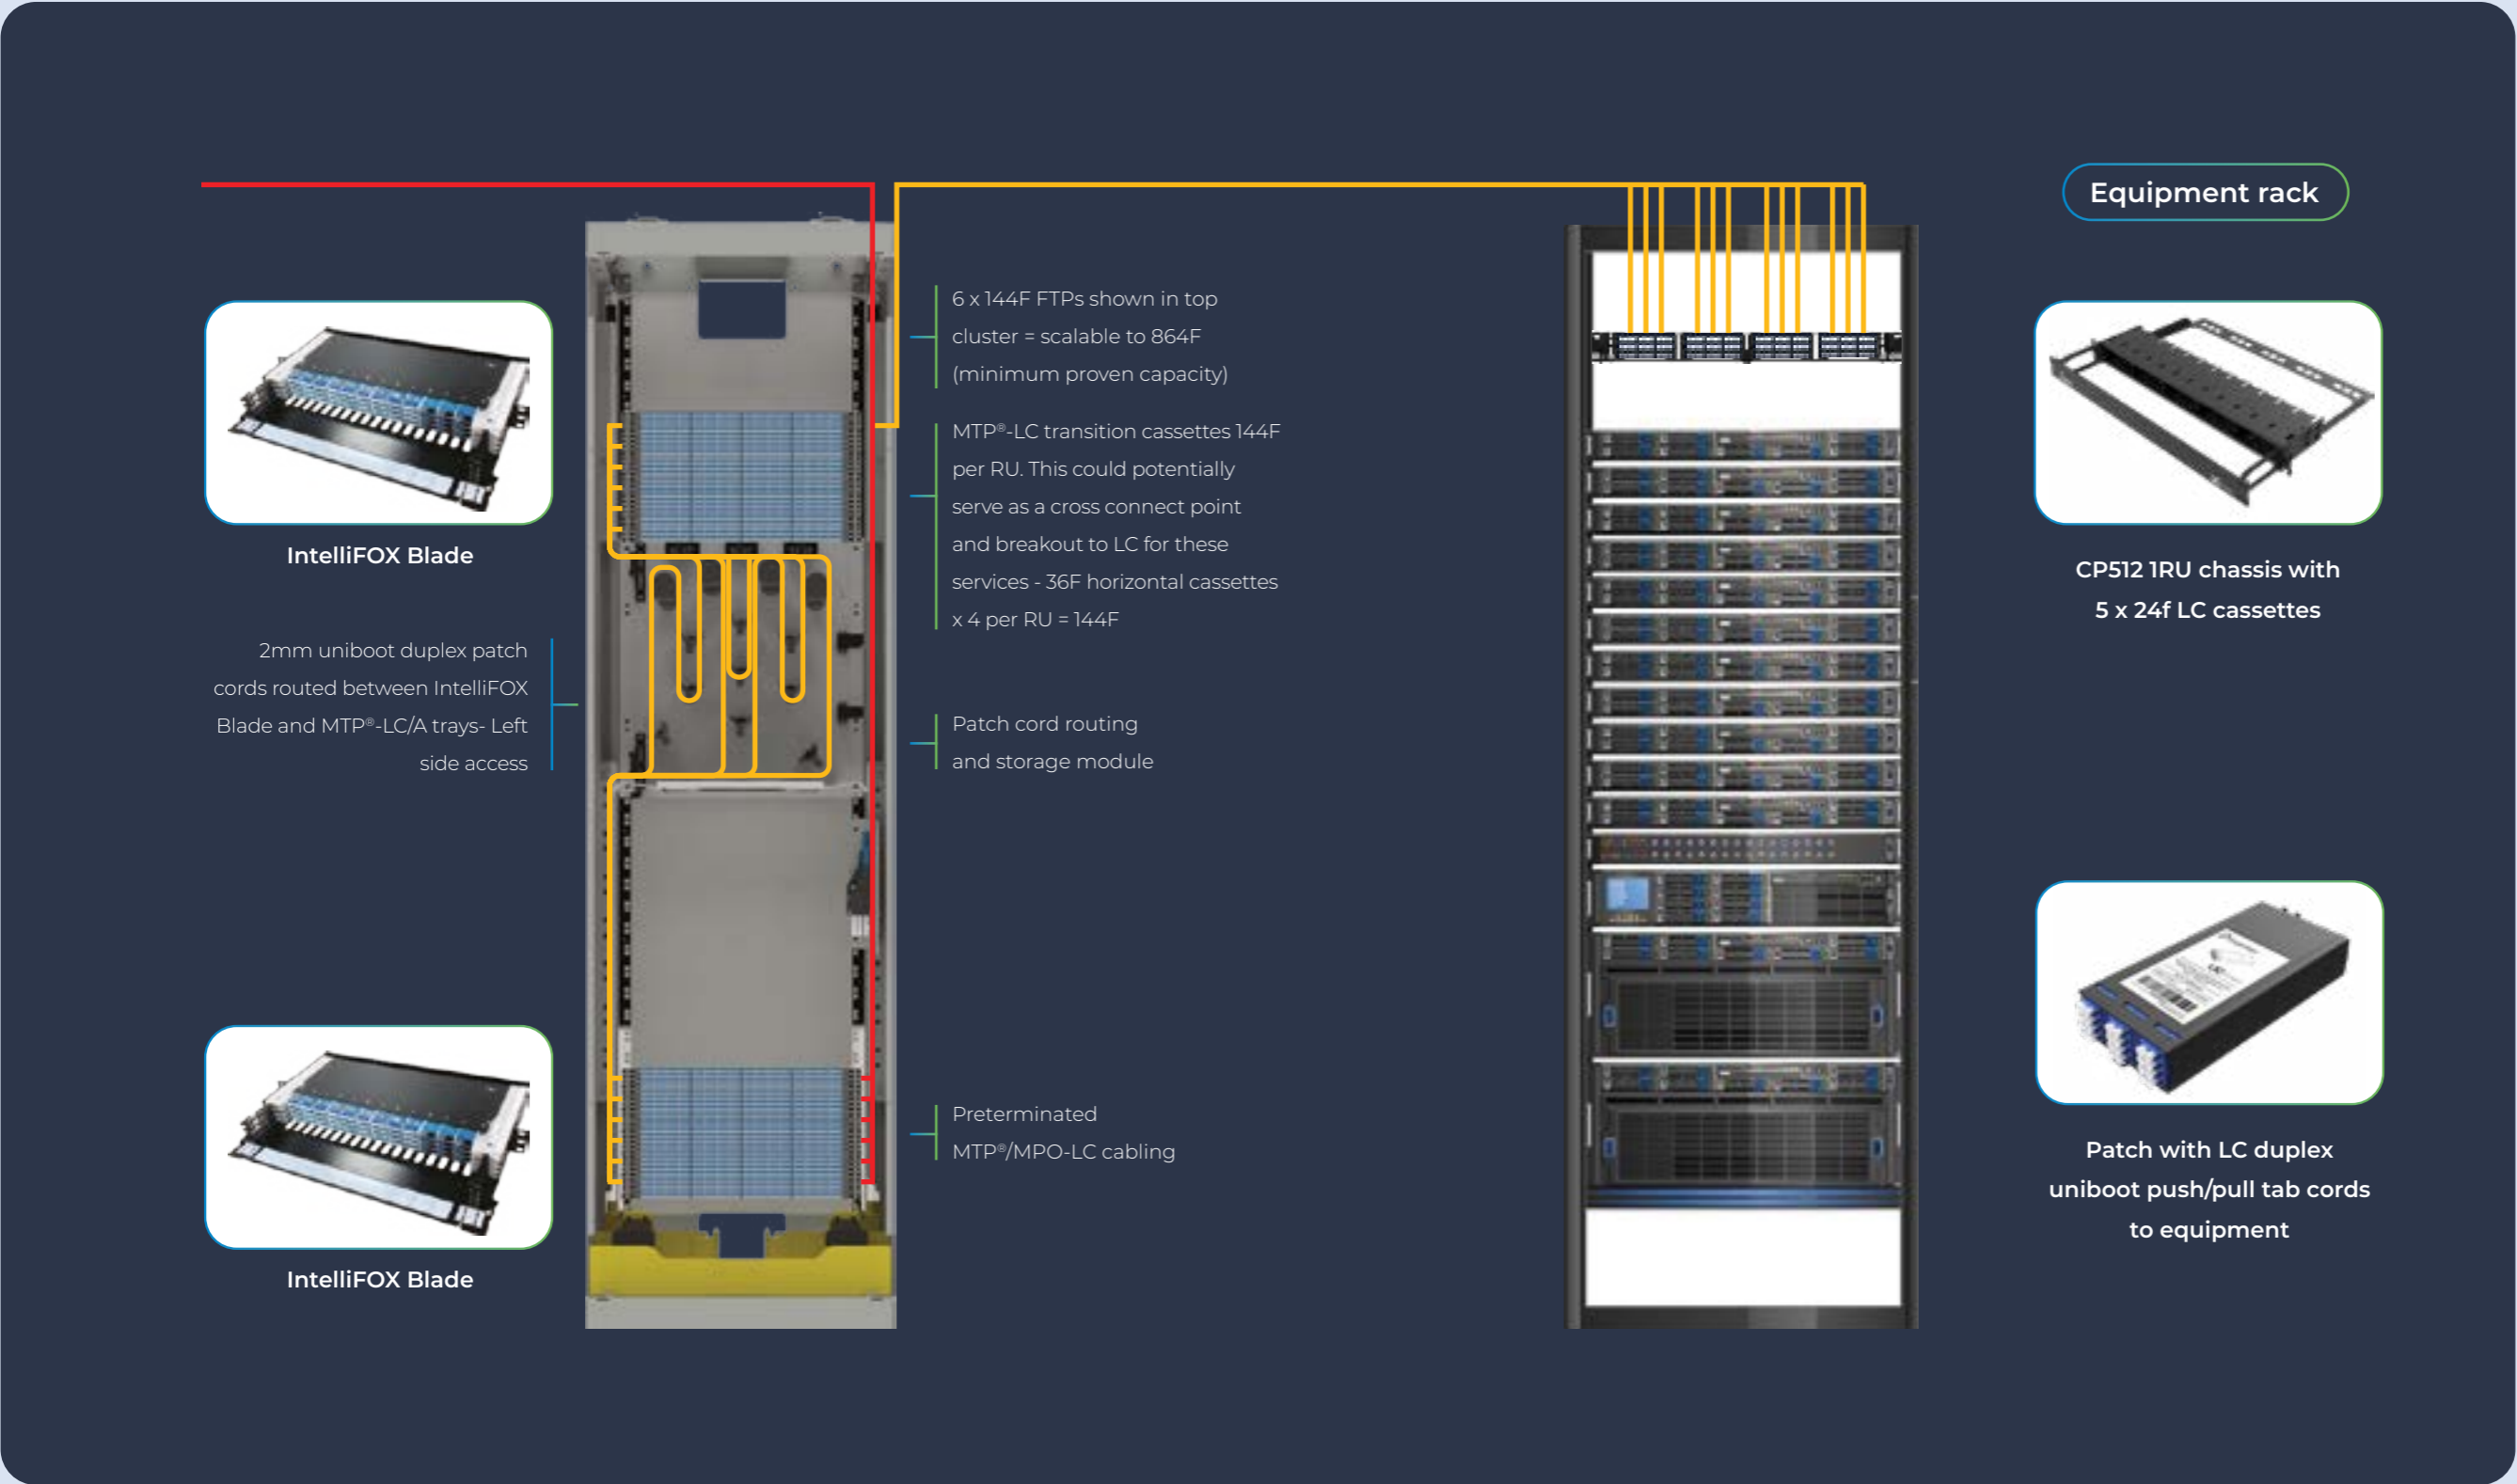 Equipment rack
IntelliFOX Blade
2mm uniboot duplex patch
cords routed between IntelliFOX
Blade and MTP®-LC/A trays- Left
side access
IntelliFOX Blade
6 x 144F FTPs shown in top
cluster = scalable to 864F
(minimum proven capacity)
MTP®-LC transition cassettes 144F
per RU. This could potentially
serve as a cross connect point
and breakout to LC for these
services - 36F horizontal cassettes
x 4 per RU = 144F
Patch cord routing
and storage module
Preterminated
MTP®/MPO-LC cabling
CP512 1RU chassis with
5 x 24f LC cassettes
Patch with LC duplex
uniboot push/pull tab cords
to equipment